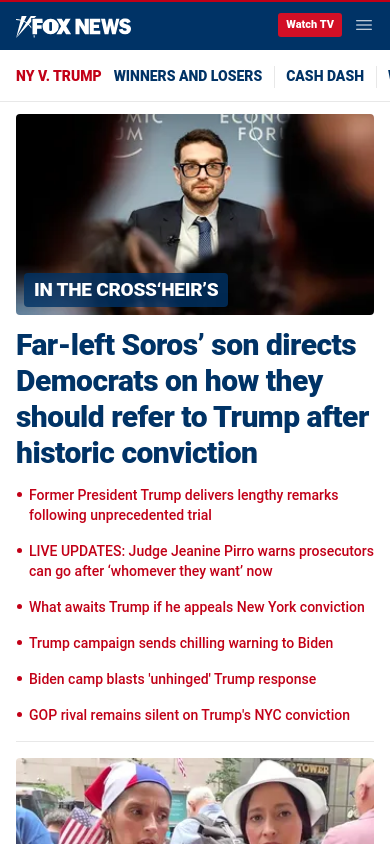 FOX NEWS
Watch TV
NY V. TRUMP
WINNERS AND LOSERS
CASH DASH
ECONO
FORU
UM
IN THE CROSS‘HEIR’S
Far-left Soros’ son directs
Democrats on how they
should refer to Trump after
historic conviction
• Former President Trump delivers lengthy remarks
following unprecedented trial
• LIVE UPDATES: Judge Jeanine Pirro warns prosecutors
can go after ‘whomever they want’ now
• What awaits Trump if he appeals New York conviction
• Trump campaign sends chilling warning to Biden
• Biden camp blasts 'unhinged' Trump response
• GOP rival remains silent on Trump's NYC conviction
TOWER